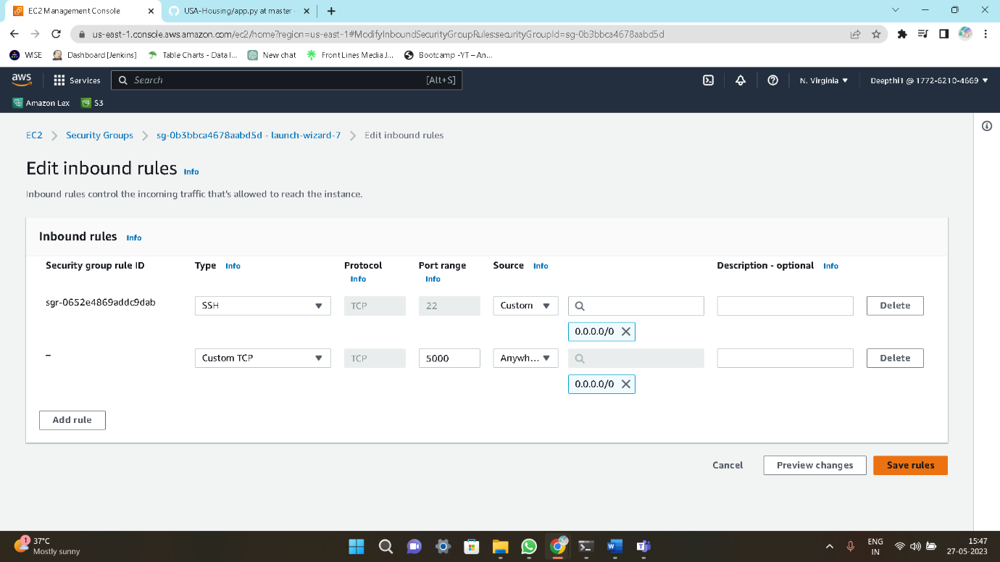 EC2 Management Console
USA-Housing/app.py at master ·
us-east-1.console.aws.amazon.com/ec2/home?region=us-east-1#ModifyInboundSecurityGroupRules:securityGroupId=sg-0b3bbca4678aabd5d
WISE
Dashboard [Jenkins]
Table Charts - Data I...
New chat
Front Lines Media J...
Bootcamp -YT – An...
aws
Services
Search
[Alt+S]
N. Virginia
Deepthi1 @ 1772-6210-4669
Amazon Lex
S3
EC2
Security Groups
sg-0b3bbca4678aabd5d - launch-wizard-7
Edit inbound rules
Edit inbound rules Info
Inbound rules control the incoming traffic that's allowed to reach the instance.
Inbound rules Info
Security group rule ID
Type Info
Protocol
Info
Port range
Info
Source Info
Description - optional Info
sgr-0652e4869addc9dab
SSH
TCP
22
Custom
Delete
0.0.0.0/0
–
Custom TCP
TCP
5000
Anywh...
Delete
0.0.0.0/0
Add rule
Cancel
Preview changes
Save rules
1
37°C
Mostly sunny
ENG
IN
15:47
27-05-2023